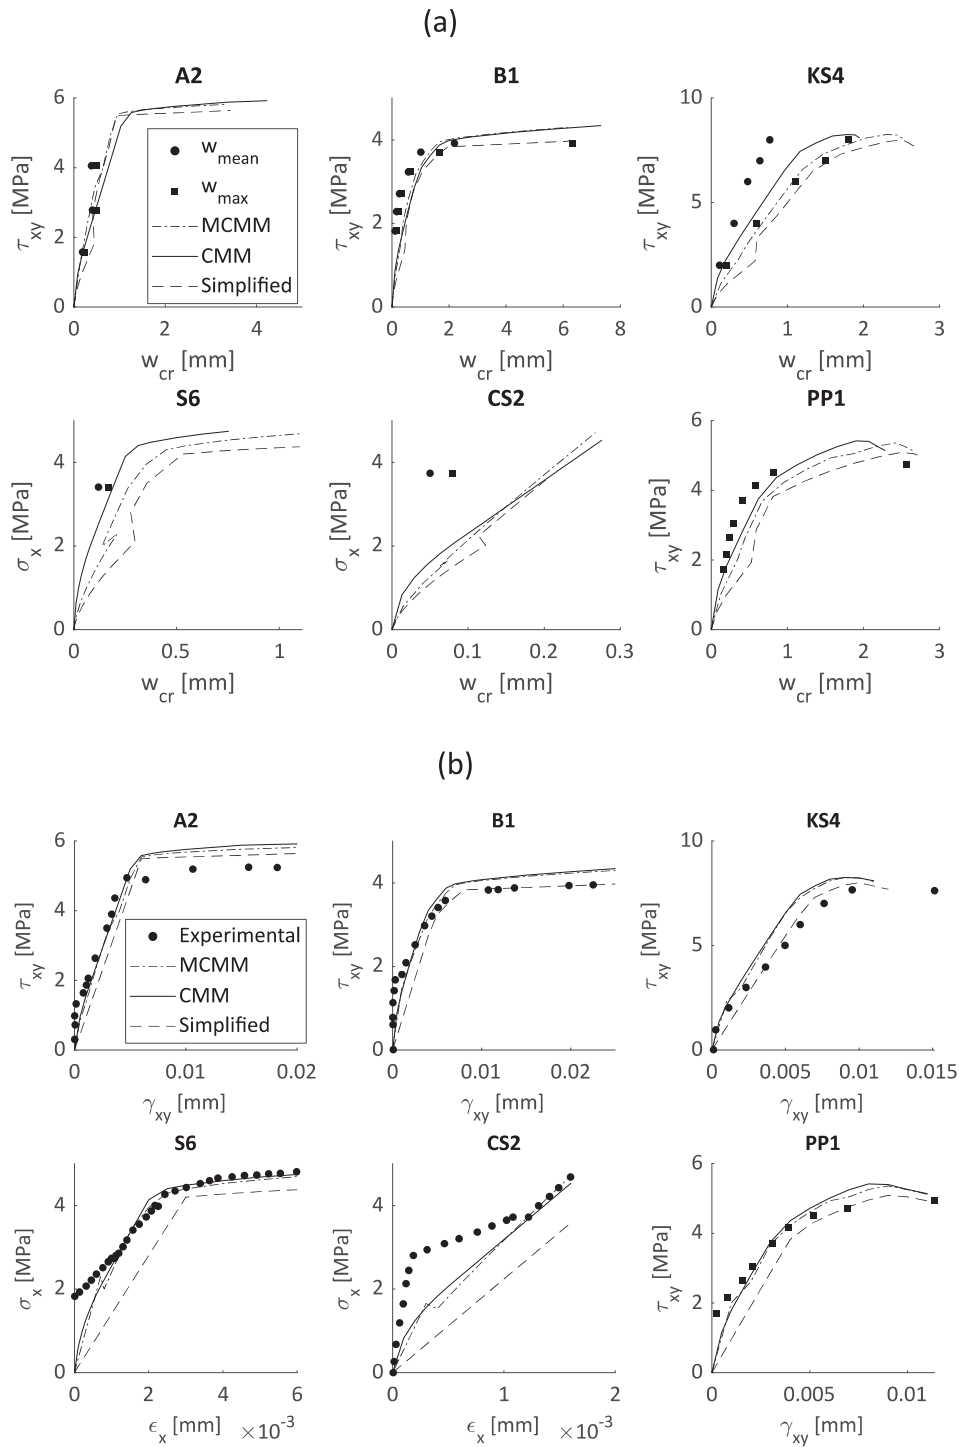 (a)
A2
B1
KS4
6
4
2
0
τxy [MPa]
wmean
wmax
MCMM
CMM
Simplified
0 2 4
wcr [mm]
4
2
0
τxy [MPa]
0 2 4 6 8
wcr [mm]
10
5
0
τxy [MPa]
0 1 2 3
wcr [mm]
S6
CS2
PP1
4
2
0
σx [MPa]
0 0.5 1
wcr [mm]
4
2
0
σx [MPa]
0 0.1 0.2 0.3
wcr [mm]
6
4
2
0
τxy [MPa]
0 1 2 3
wcr [mm]
(b)
A2
B1
KS4
6
4
2
0
τxy [MPa]
Experimental
MCMM
CMM
Simplified
0 0.01 0.02
γxy [mm]
4
2
0
τxy [MPa]
0 0.01 0.02
γxy [mm]
10
5
0
τxy [MPa]
0 0.005 0.01 0.015
γxy [mm]
S6
CS2
PP1
4
2
0
σx [MPa]
0 2 4 6
ϵx [mm] ×10-3
4
2
0
σx [MPa]
0 1 2
ϵx [mm] ×10-3
6
4
2
0
τxy [MPa]
0 0.005 0.01
γxy [mm]